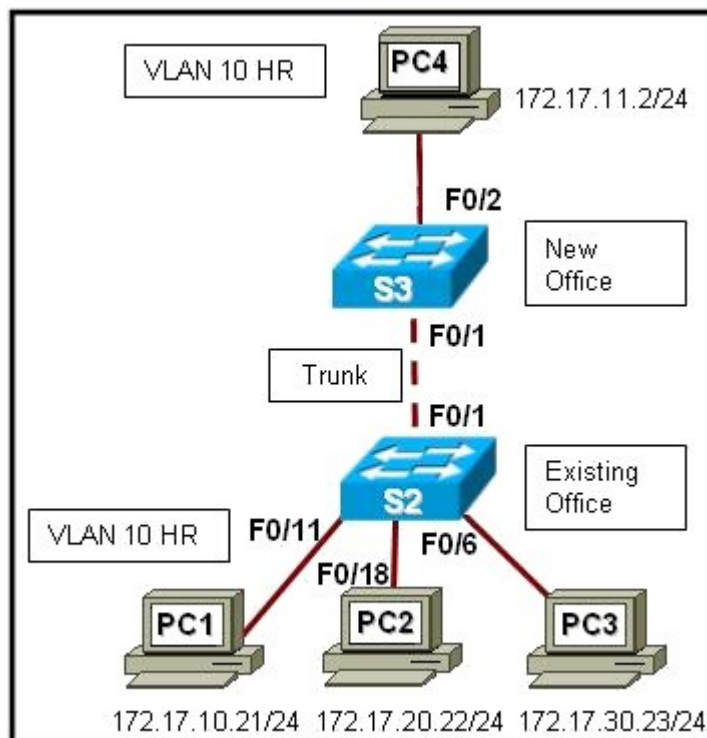 VLAN 10 HR
PC4
172.17.11.2/24
F0/2
S3
New
Office
F0/1
Trunk
F0/1
S2
Existing
Office
VLAN 10 HR
F0/11
F0/18
F0/6
PC1
PC2
PC3
172.17.10.21/24
172.17.20.22/24
172.17.30.23/24